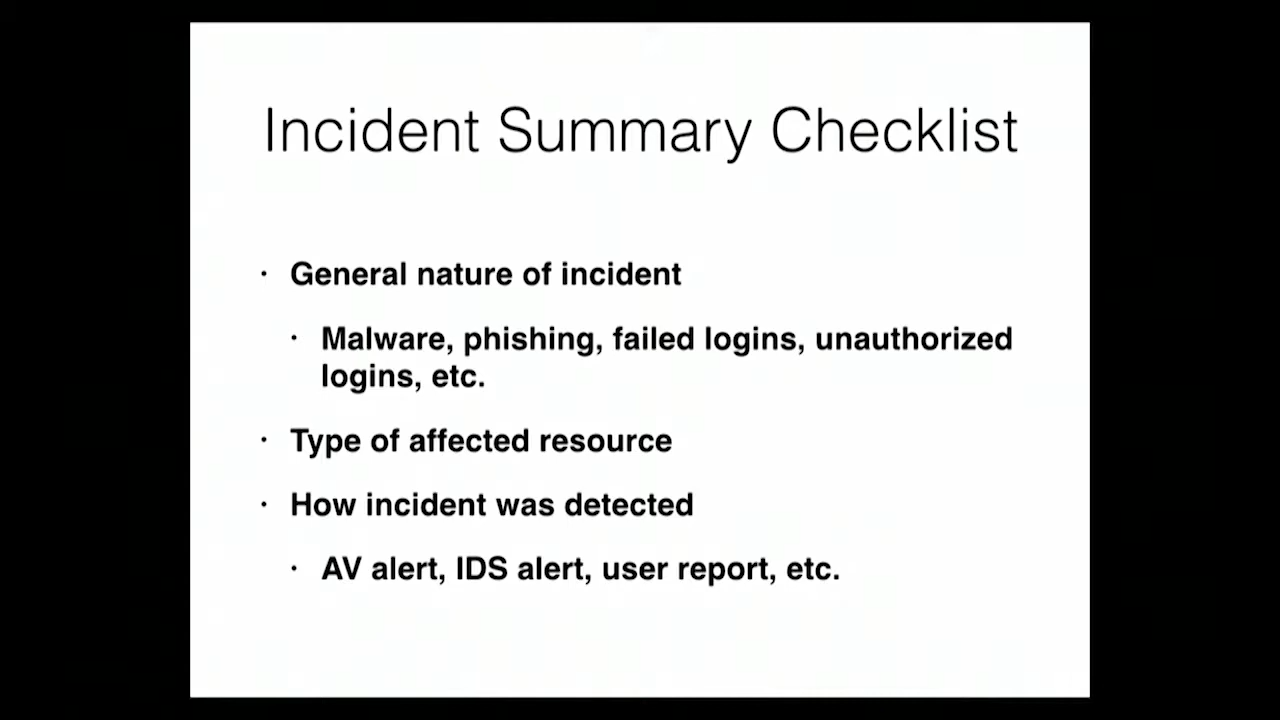 Incident Summary Checklist
• General nature of incident
• Malware, phishing, failed logins, unauthorized
logins, etc.
• Type of affected resource
• How incident was detected
• AV alert, IDS alert, user report, etc.